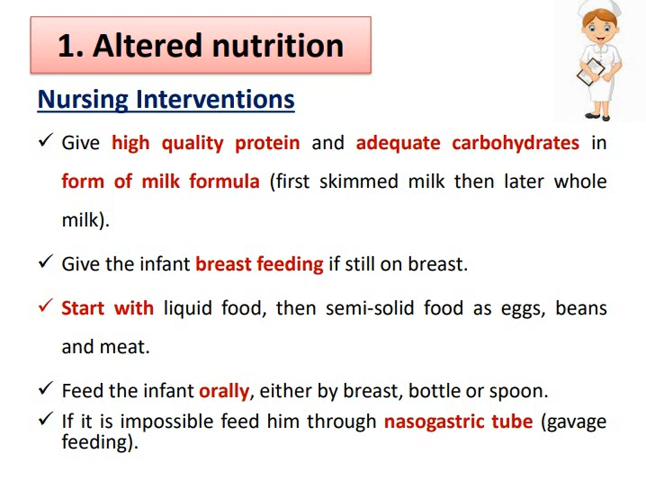 1. Altered nutrition
Nursing Interventions
✓ Give high quality protein and adequate carbohydrates in
form of milk formula (first skimmed milk then later whole
milk).
✓ Give the infant breast feeding if still on breast.
✓ Start with liquid food, then semi-solid food as eggs, beans
and meat.
✓ Feed the infant orally, either by breast, bottle or spoon.
✓ If it is impossible feed him through nasogastric tube (gavage
feeding).